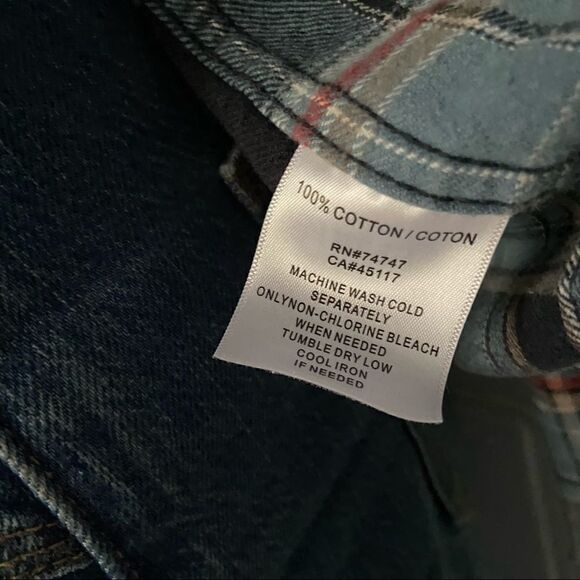 100% COTTON / COTON
RN#74747
CA#45117
MACHINE WASH COLD
SEPARATELY
ONLYNON-CHLORINE BLEACH
WHEN NEEDED
TUMBLE DRY LOW
COOL IRON
IF NEEDED